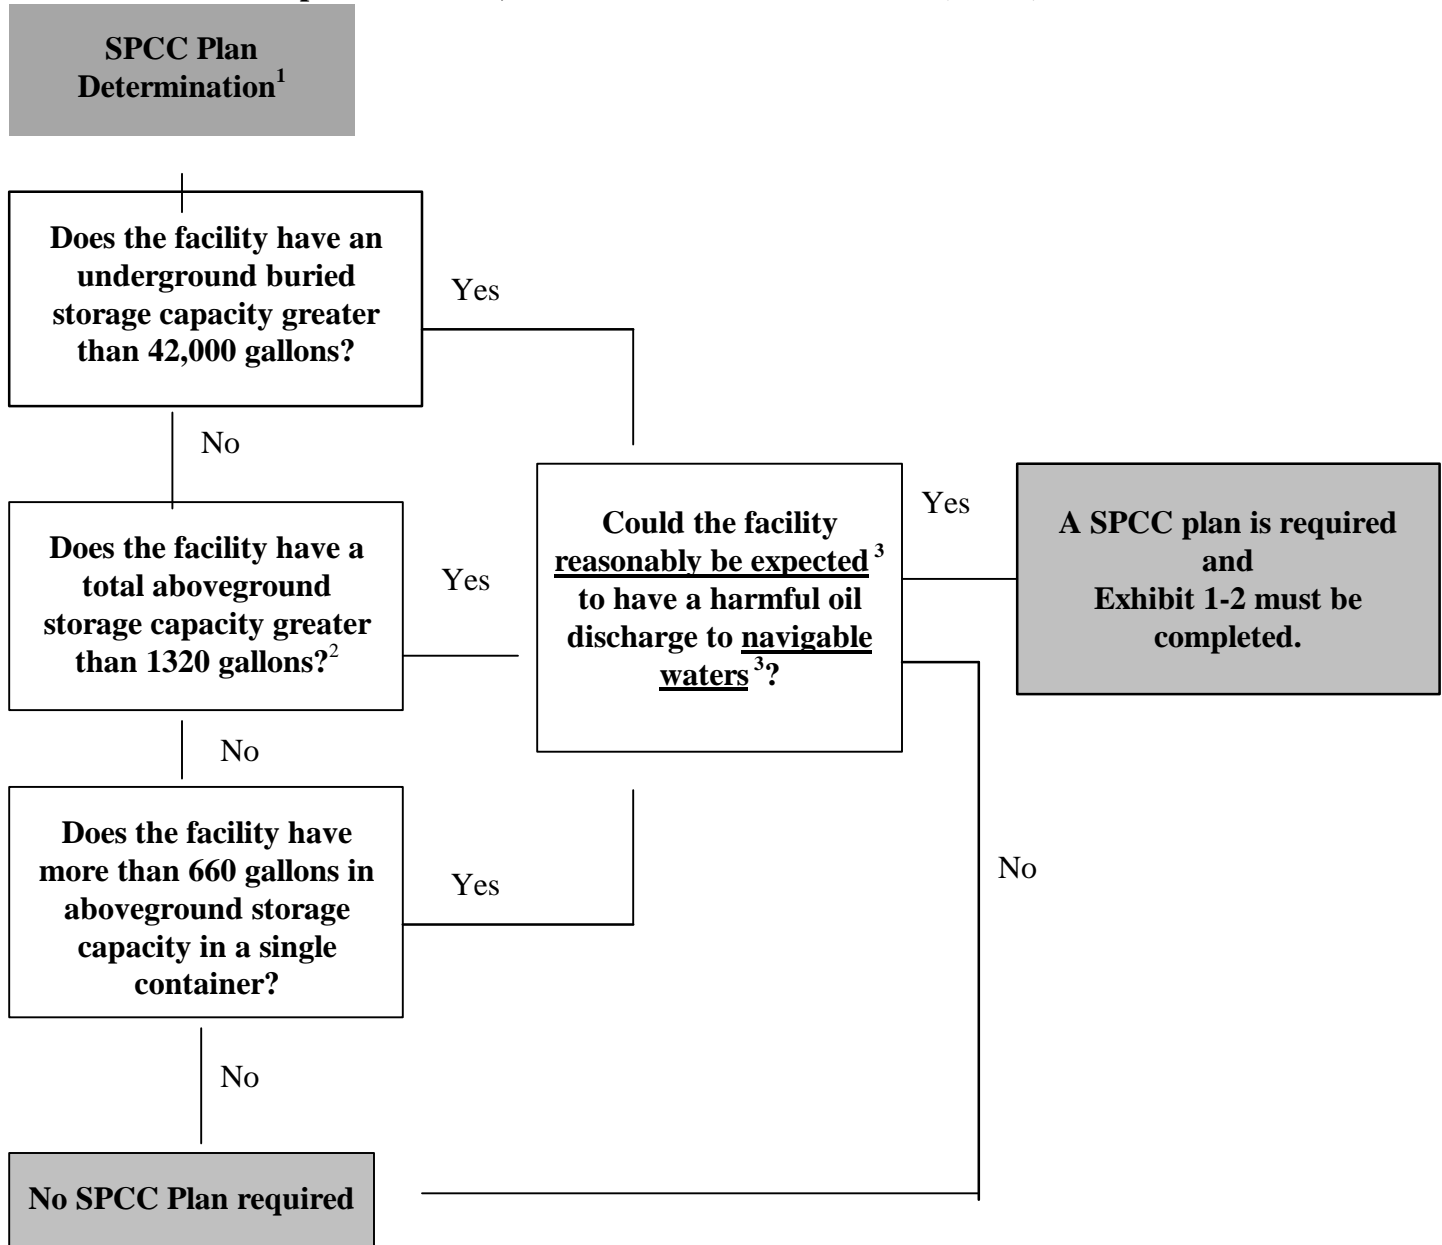 SPCC Plan
Determination1
Does the facility have an
underground buried
storage capacity greater
than 42,000 gallons?
Yes
No
Does the facility have a
total aboveground
storage capacity greater
than 1320 gallons?2
Yes
Could the facility
reasonably be expected 3
to have a harmful oil
discharge to navigable
waters 3?
Yes
A SPCC plan is required
and
Exhibit 1-2 must be
completed.
No
Does the facility have
more than 660 gallons in
aboveground storage
capacity in a single
container?
Yes
No
No
No SPCC Plan required